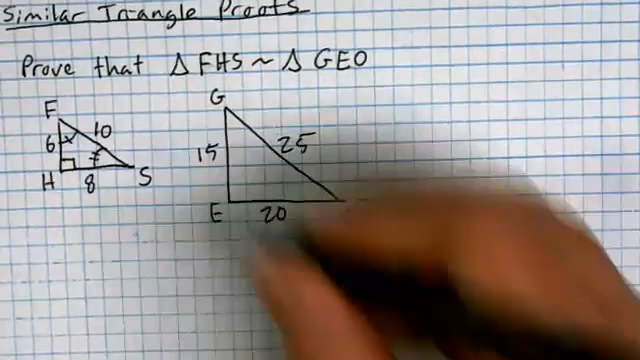 Similar Triangle Proofs
Prove that Δ FHS ~ Δ GEO
F
6
10
H
8
S
G
15
25
E
20